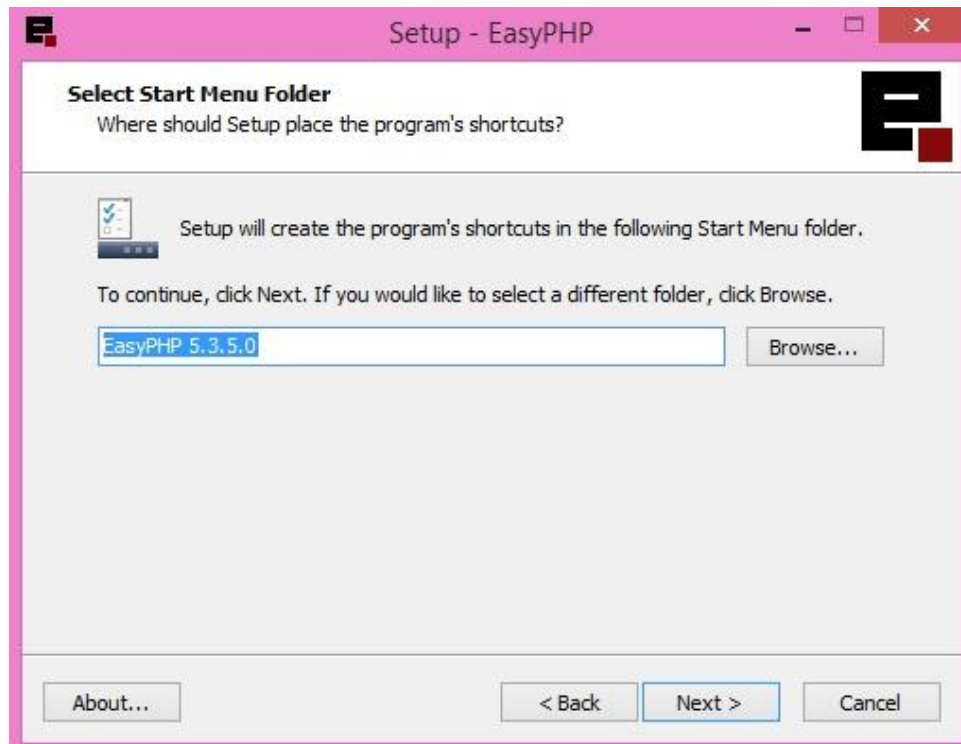 Setup - EasyPHP
Select Start Menu Folder
Where should Setup place the program's shortcuts?
Setup will create the program's shortcuts in the following Start Menu folder.
To continue, click Next. If you would like to select a different folder, click Browse.
EasyPHP 5.3.5.0
Browse...
About...
< Back
Next >
Cancel